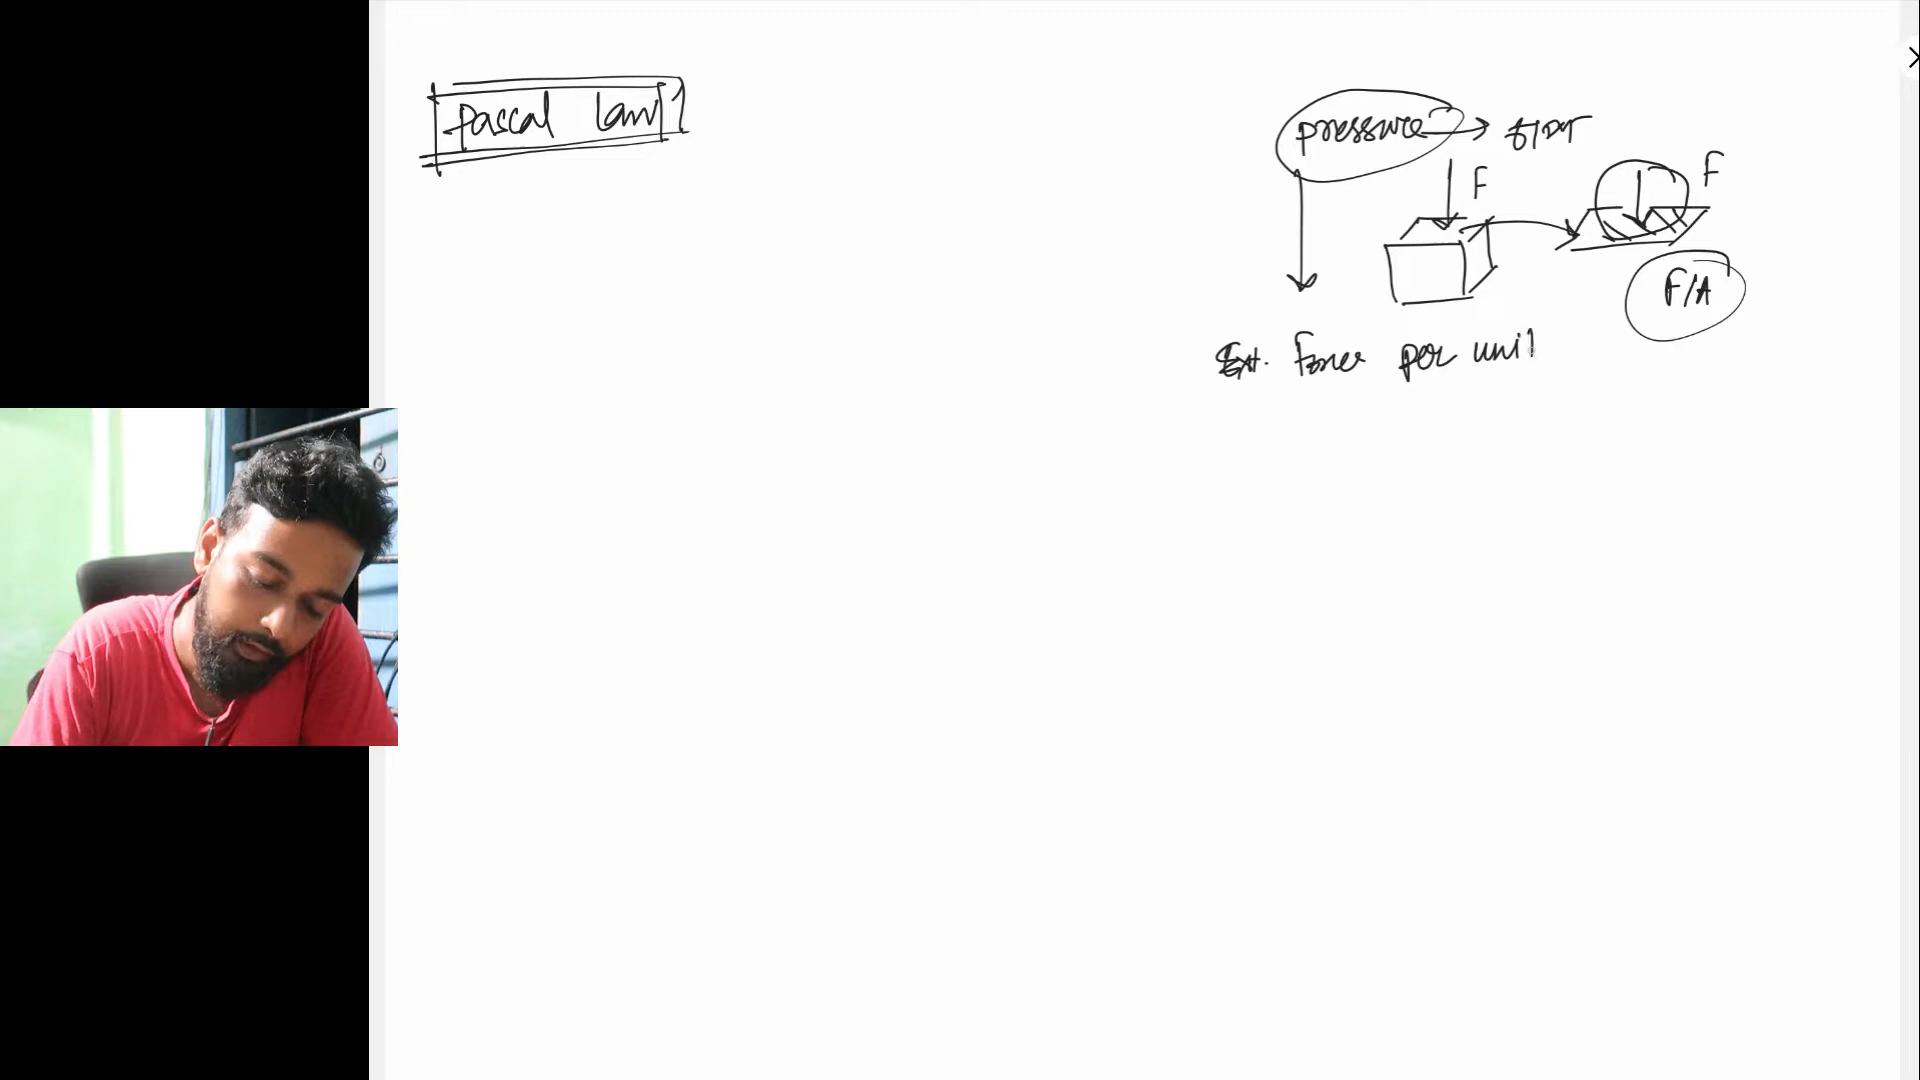 Pascal law
pressure → চাপ
F
F
F/A
Ext. Force per unit